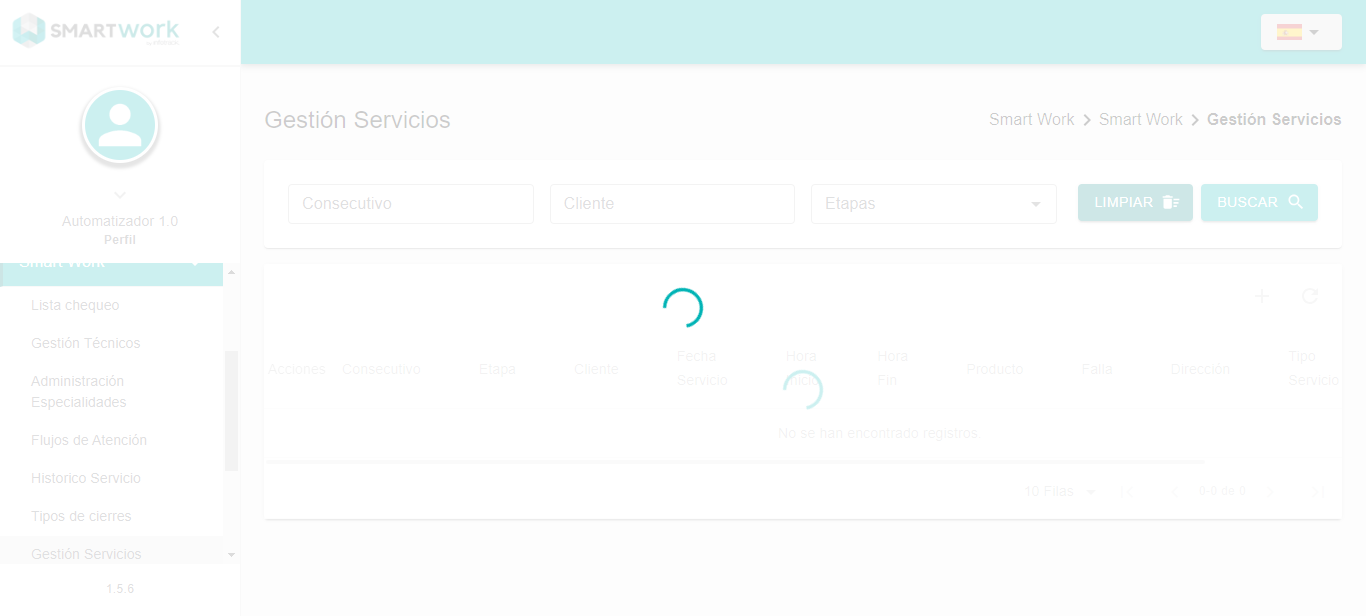 SMARTWORK
Gestión Servicios
Smart Work > Smart Work > Gestión Servicios
Automatizador 1.0
Perfil
Consecutivo
Cliente
Etapas
LIMPIAR
BUSCAR
Smart Work
Lista chequeo
Gestión Técnicos
Administración
Especialidades
Flujos de Atención
Historico Servicio
Tipos de cierres
Gestión Servicios
1.5.6
Acciones
Consecutivo
Etapa
Cliente
Fecha
Servicio
Hora
Inicio
Hora
Fin
Producto
Falla
Dirección
Tipo
Servicio
No se han encontrado registros
10 Filas
0-0 de 0